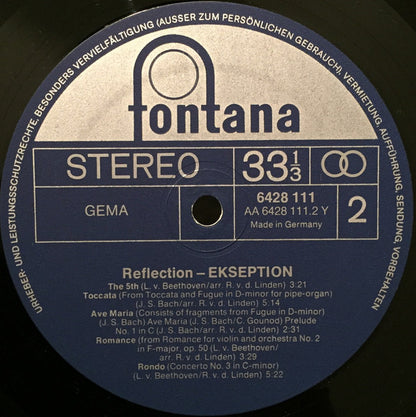 URHEBER- UND LEISTUNGSSCHUTZRECHTE, BESONDERS VERVIELFÄLTIGUNG (AUSSER ZUM PERSÖNLICHEN GEBRAUCH), VERMIETUNG, AUFFÜHRUNG, SENDUNG, VORBEHALTEN
fontana
STEREO
33 1/3
GEMA
6428 111
AA 6428 111.2 Y
Made in Germany
2
Reflection – EKSEPTION
The 5th (L. v. Beethoven/arr. R. v. d. Linden) 3:21
Toccata (From Toccata and Fugue in D-minor for pipe-organ)
(J. S. Bach/arr. R. v. d. Linden) 5:14
Ave Maria (Consists of fragments from Fugue in D-minor)
(J. S. Bach) Ave Maria (J. S. Bach/C. Gounod) Prelude
No. 1 in C (J. S. Bach/arr. R. v. d. Linden) 2:31
Romance (from Romance for violin and orchestra No. 2
in F-major, op. 50 (L. v. Beethoven/
arr. R. v. d. Linden) 3:29
Rondo (Concerto No. 3 in C-minor)
(L. v. Beethoven/arr. R. v. d. Linden) 5:22